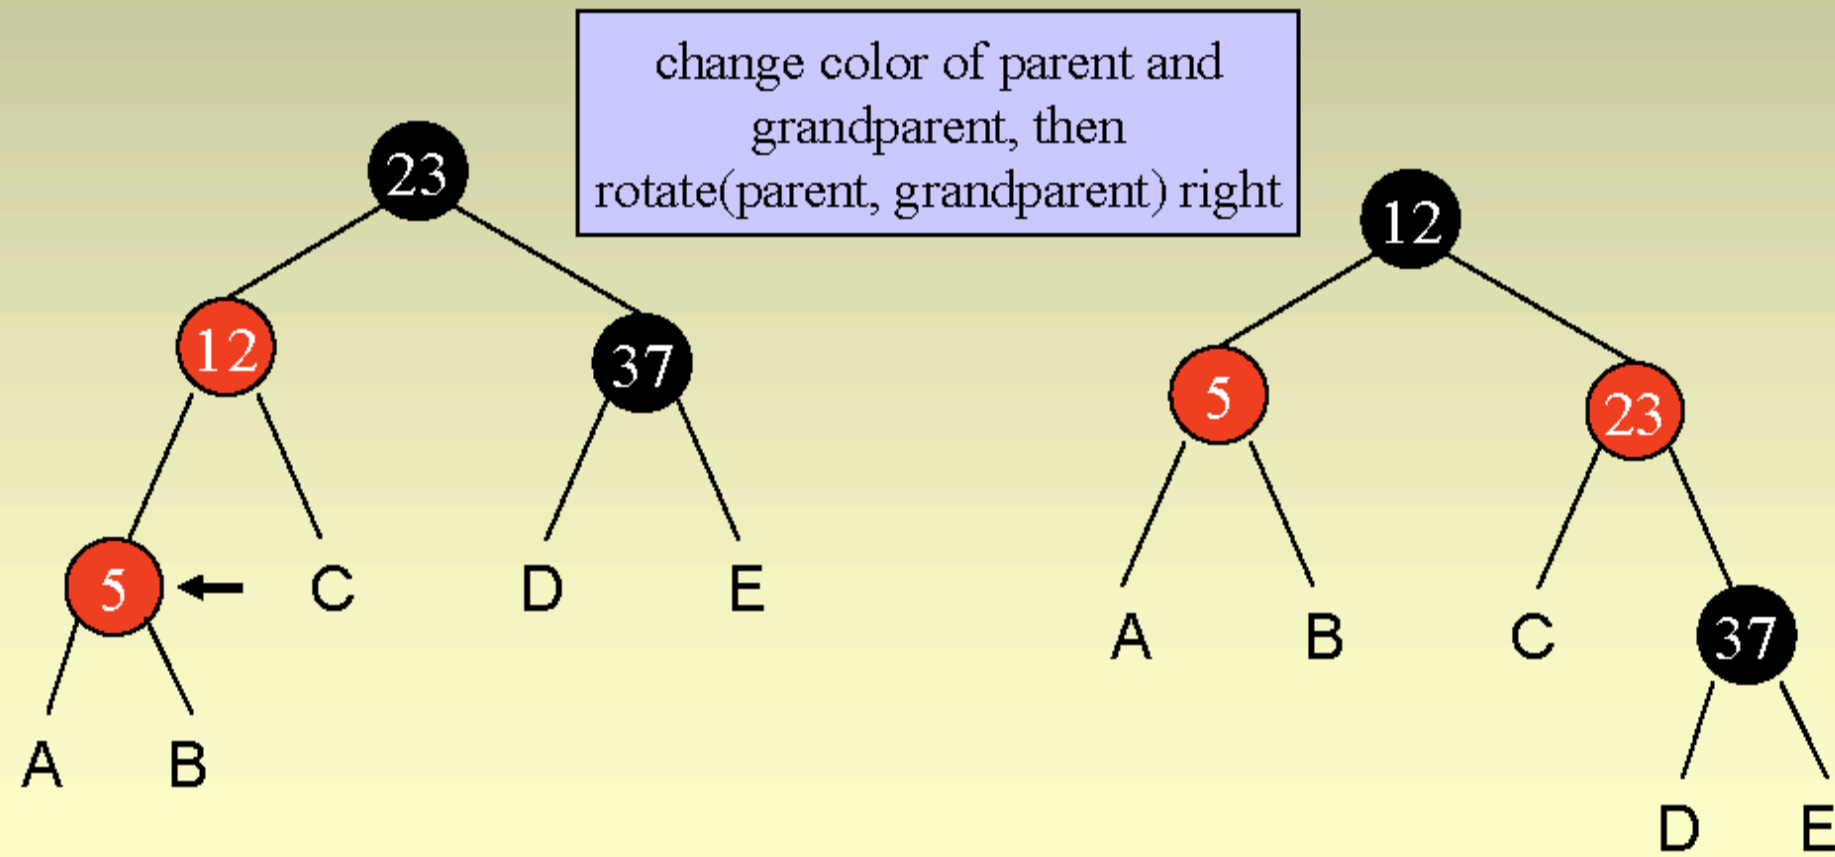 change color of parent and
grandparent, then
rotate(parent, grandparent) right
23
12
37
5
C
D
E
A
B
12
5
23
A
B
C
37
D
E